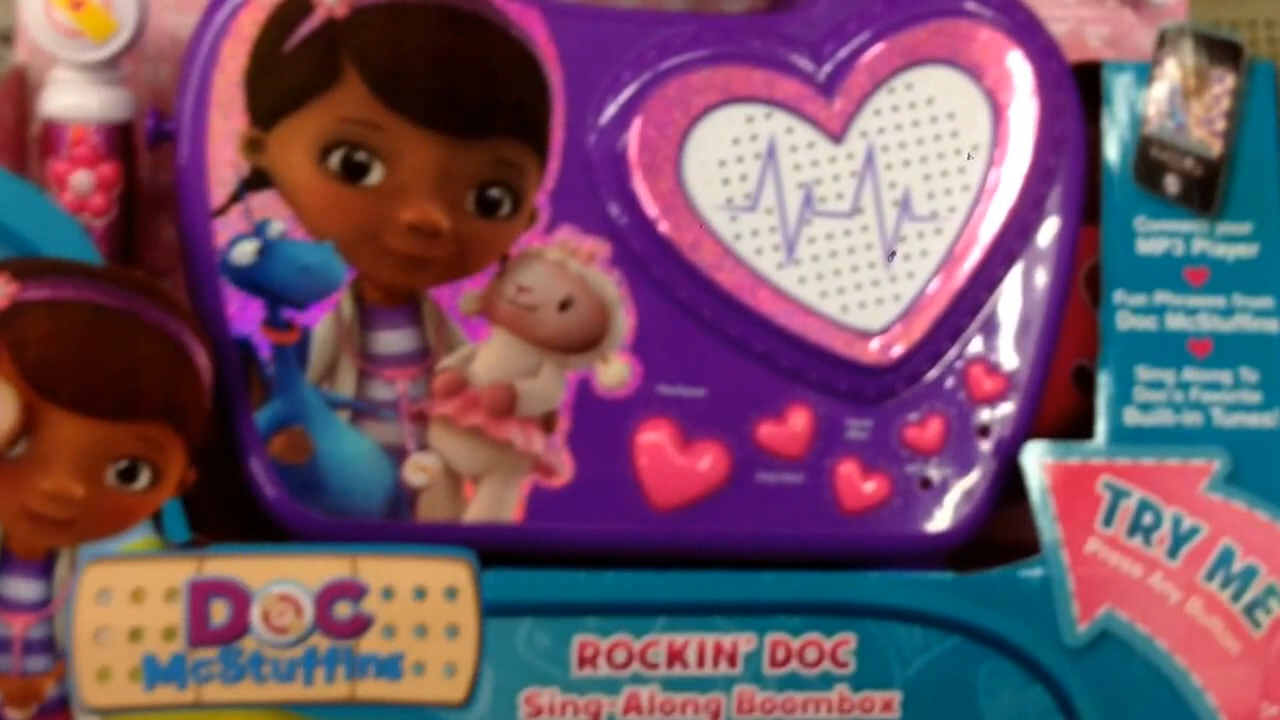 Connect your
MP3 Player
Fun Phrases from
Doc McStuffins
Sing Along To
Doc's Favorite
Built-in Tunes!
TRY ME
Press Any Button
DOC
McStuffins
ROCKIN' DOC
Sing-Along Boombox